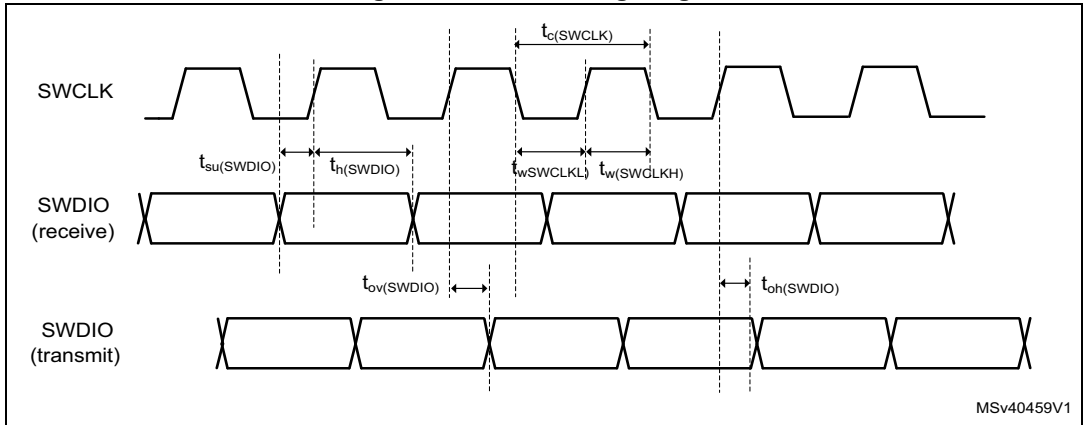 tc(SWCLK)
SWCLK
tsu(SWDIO) th(SWDIO) twSWCLKL) tw(SWCLKH)
SWDIO
(receive)
tov(SWDIO) toh(SWDIO)
SWDIO
(transmit)
MSv40459V1